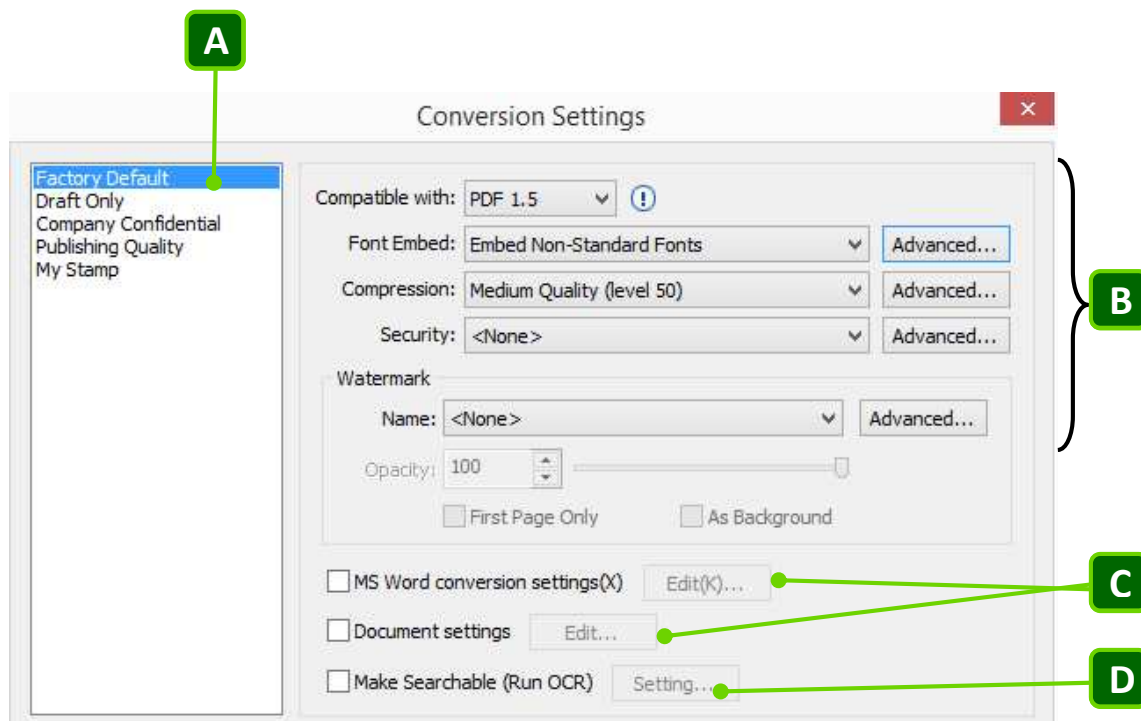 A
Conversion Settings
Factory Default
Draft Only
Company Confidential
Publishing Quality
My Stamp
Compatible with: PDF 1.5
Font Embed: Embed Non-Standard Fonts Advanced...
Compression: Medium Quality (level 50) Advanced...
Security: <None> Advanced...
B
Watermark
Name: <None> Advanced...
Opacity: 100
First Page Only As Background
MS Word conversion settings(X) Edit(K)...
C
Document settings Edit...
Make Searchable (Run OCR) Setting...
D